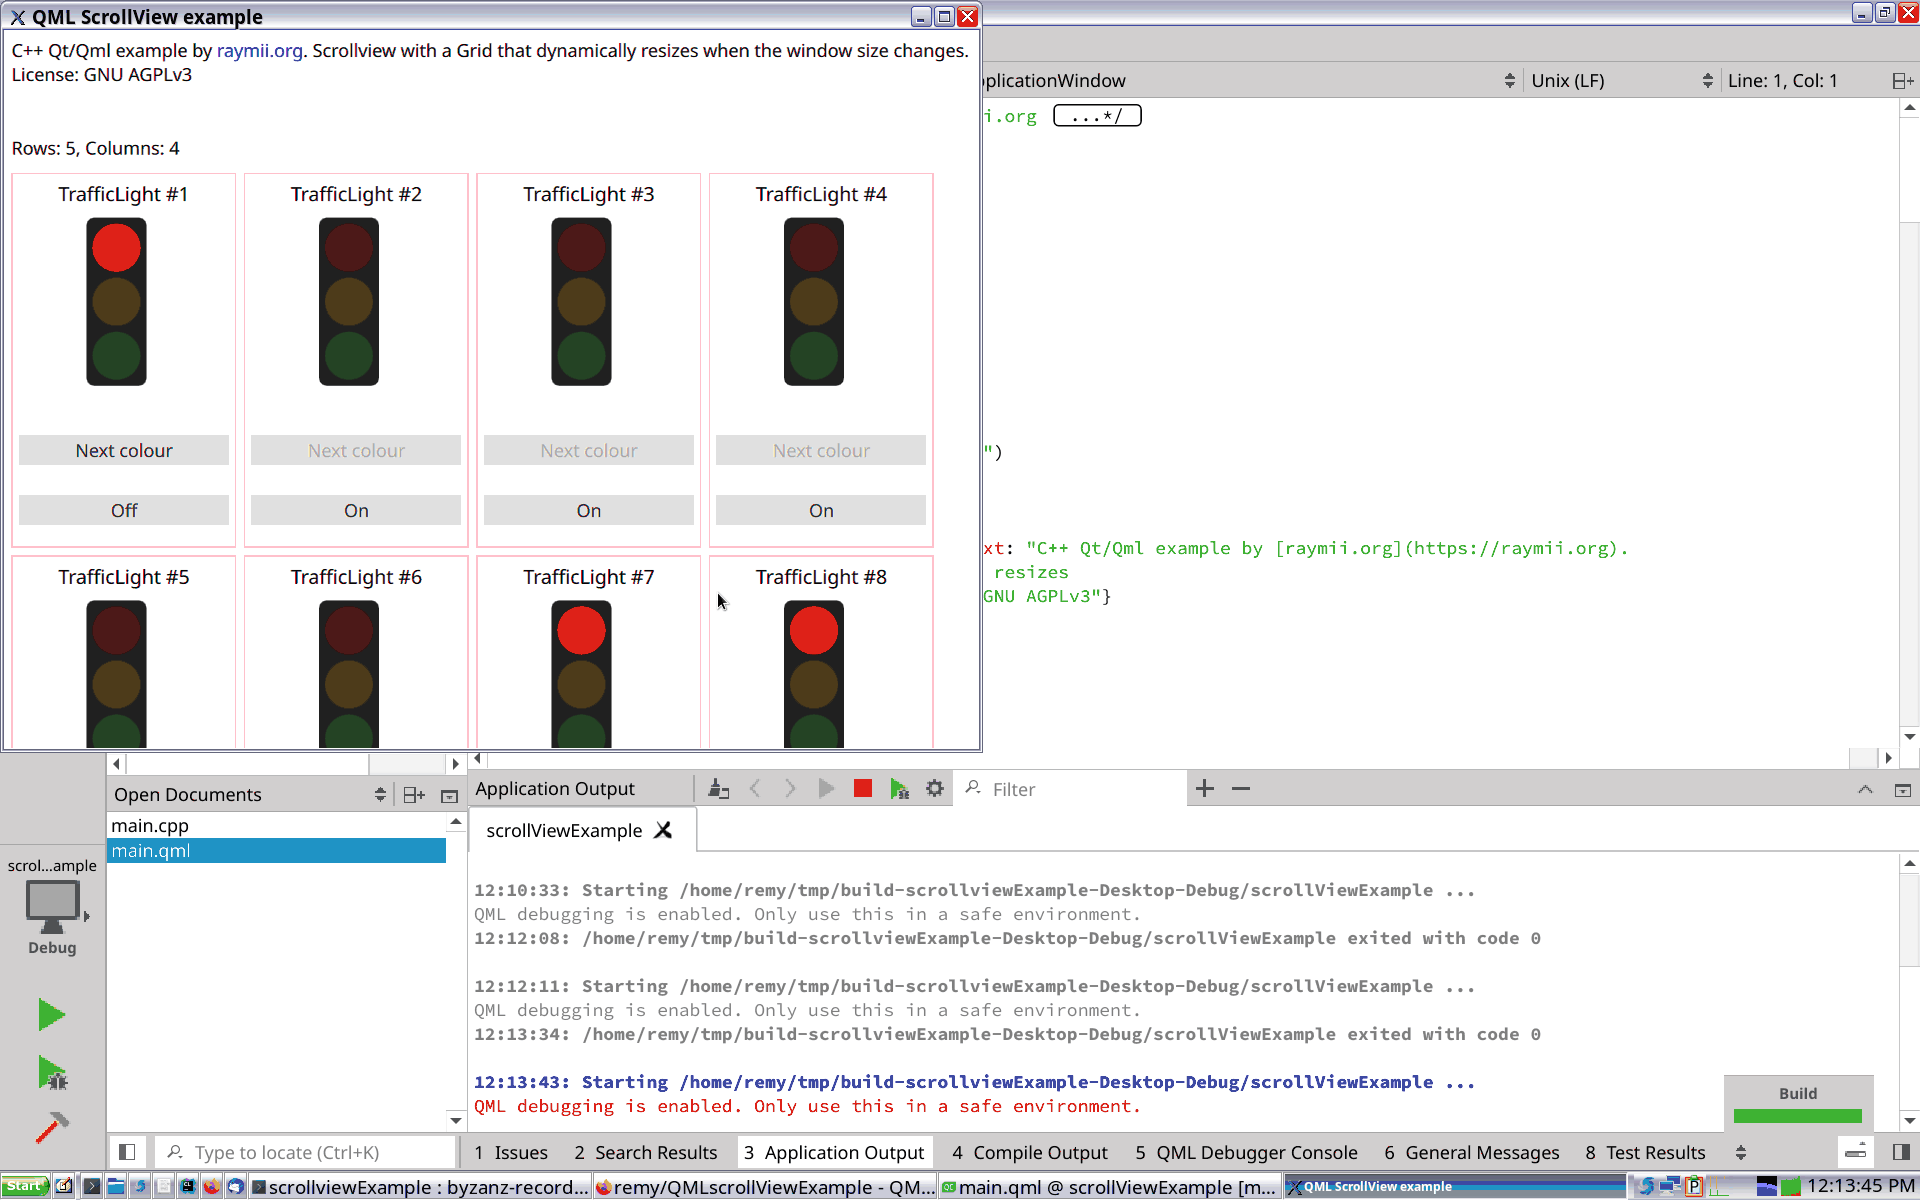 QML ScrollView example
C++ Qt/Qml example by raymii.org. Scrollview with a Grid that dynamically resizes when the window size changes.
License: GNU AGPLv3
Rows: 5, Columns: 4
TrafficLight #1
TrafficLight #2
TrafficLight #3
TrafficLight #4
Next colour
Next colour
Next colour
Next colour
Off
On
On
On
TrafficLight #5
TrafficLight #6
TrafficLight #7
TrafficLight #8
plicationWindow
Unix (LF)
Line: 1, Col: 1
i.org ...*/
")
xt: "C++ Qt/Qml example by [raymii.org](https://raymii.org).
resizes
GNU AGPLv3"}
Open Documents
main.cpp
main.qml
scrol...ample
Debug
Application Output
Filter
scrollViewExample
12:10:33: Starting /home/remy/tmp/build-scrollviewExample-Desktop-Debug/scrollViewExample ...
QML debugging is enabled. Only use this in a safe environment.
12:12:08: /home/remy/tmp/build-scrollviewExample-Desktop-Debug/scrollViewExample exited with code 0
12:12:11: Starting /home/remy/tmp/build-scrollviewExample-Desktop-Debug/scrollViewExample ...
QML debugging is enabled. Only use this in a safe environment.
12:13:34: /home/remy/tmp/build-scrollviewExample-Desktop-Debug/scrollViewExample exited with code 0
12:13:43: Starting /home/remy/tmp/build-scrollviewExample-Desktop-Debug/scrollViewExample ...
QML debugging is enabled. Only use this in a safe environment.
Build
Type to locate (Ctrl+K)
1 Issues
2 Search Results
3 Application Output
4 Compile Output
5 QML Debugger Console
6 General Messages
8 Test Results
Start
scrollviewExample : byzanz-record...
remy/QMLscrollViewExample - QM...
main.qml @ scrollViewExample [m...
QML ScrollView example
12:13:45 PM